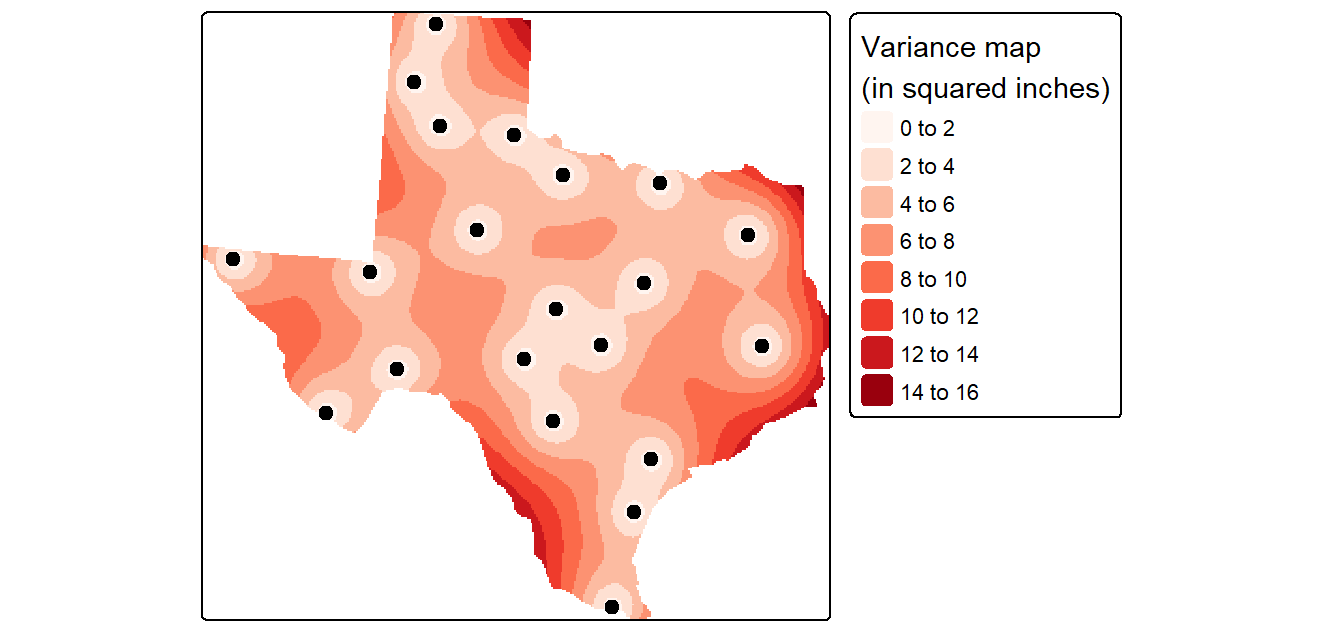 Variance map
(in squared inches)
0 to 2
2 to 4
4 to 6
6 to 8
8 to 10
10 to 12
12 to 14
14 to 16